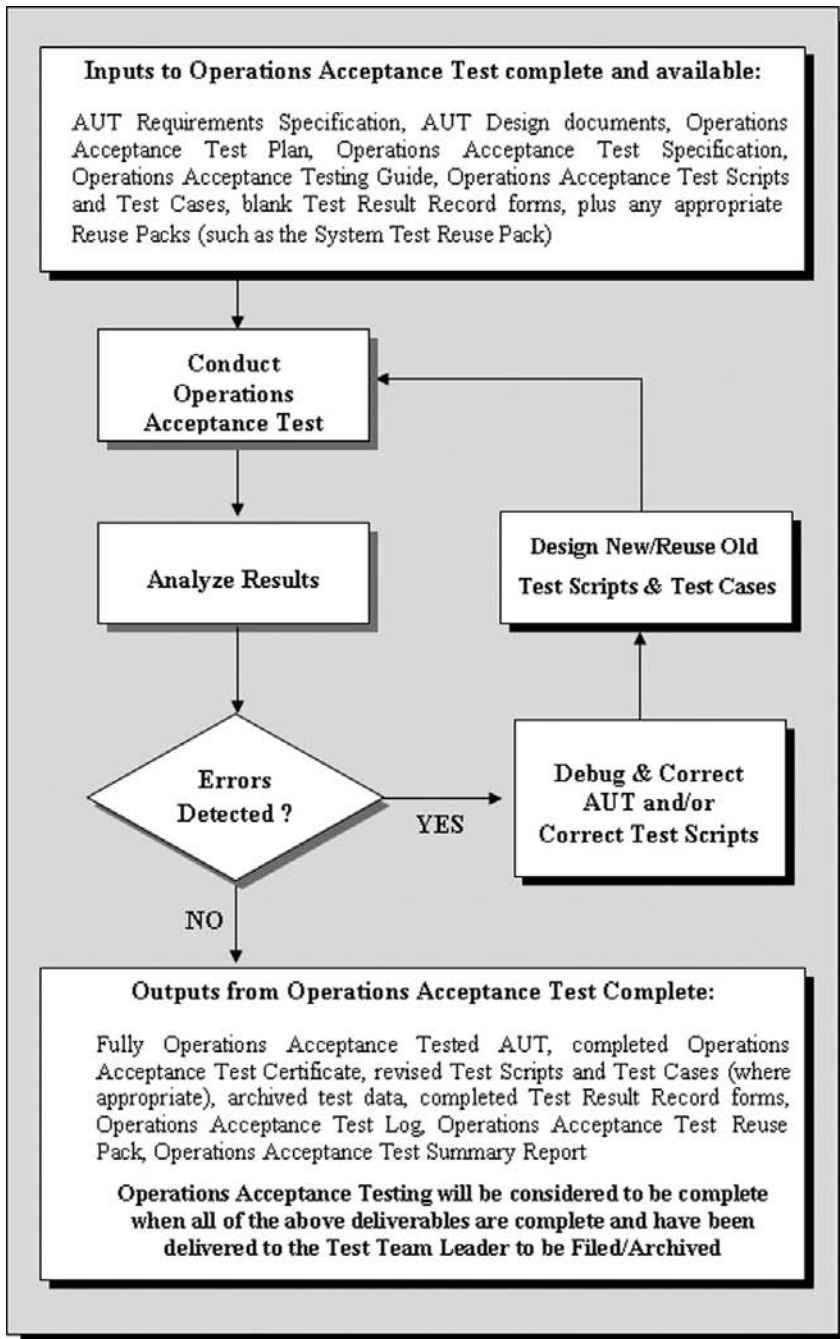 Inputs to Operations Acceptance Test complete and available:
AUT Requirements Specification, AUT Design documents, Operations
Acceptance Test Plan, Operations Acceptance Test Specification,
Operations Acceptance Testing Guide, Operations Acceptance Test Scripts
and Test Cases, blank Test Result Record forms, plus any appropriate
Reuse Packs (such as the System Test Reuse Pack)
Conduct
Operations
Acceptance Test
Analyze Results
Design New/Reuse Old
Test Scripts & Test Cases
Errors
Detected ?
YES
Debug & Correct
AUT and/or
Correct Test Scripts
NO
Outputs from Operations Acceptance Test Complete:
Fully Operations Acceptance Tested AUT, completed Operations
Acceptance Test Certificate, revised Test Scripts and Test Cases (where
appropriate), archived test data, completed Test Result Record forms,
Operations Acceptance Test Log, Operations Acceptance Test Reuse
Pack, Operations Acceptance Test Summary Report
Operations Acceptance Testing will be considered to be complete
when all of the above deliverables are complete and have been
delivered to the Test Team Leader to be Filed/Archived